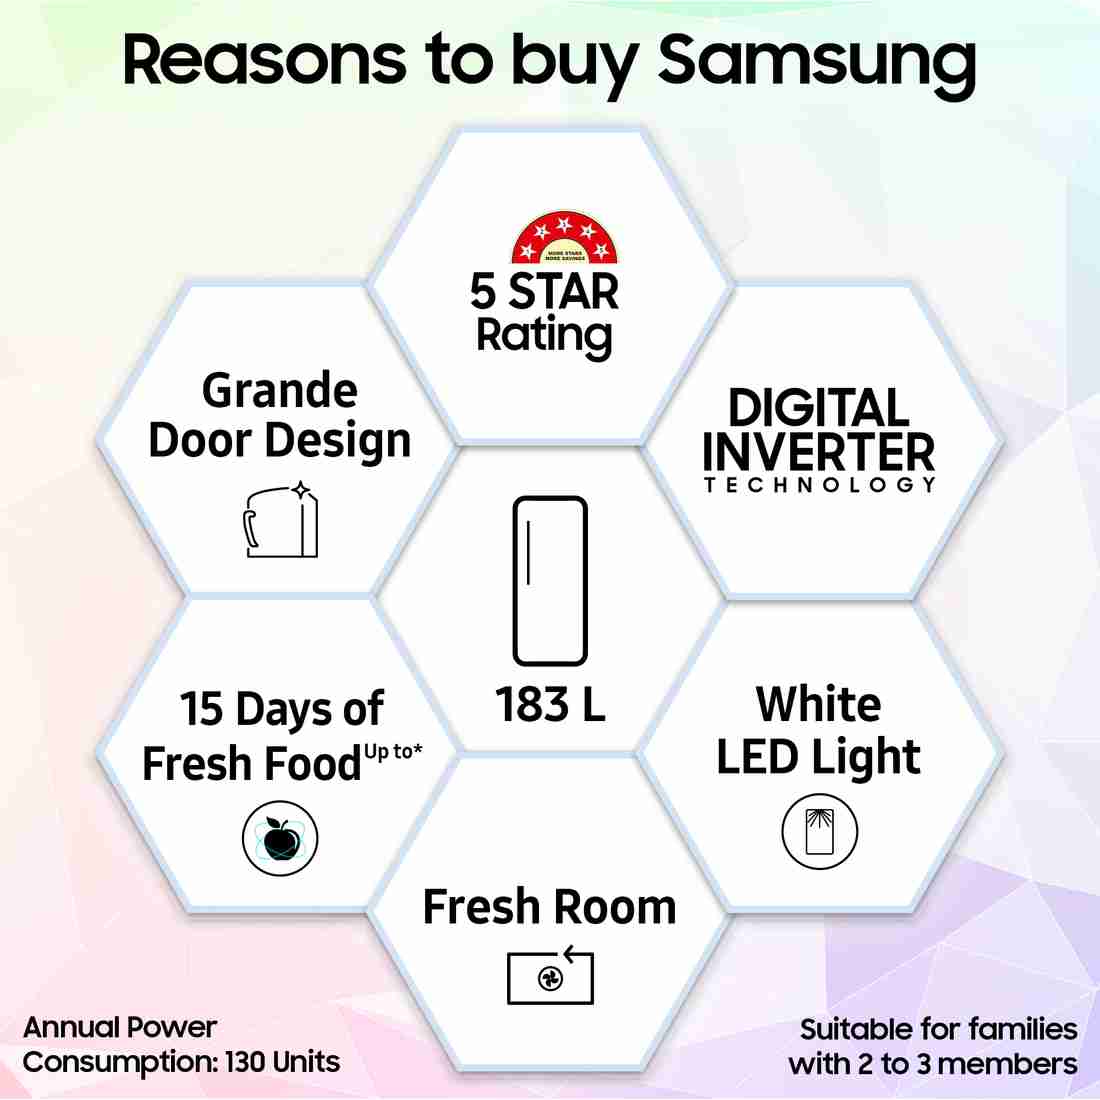 Reasons to buy Samsung
MORE STARS
MORE SAVINGS
5 STAR
Rating
Grande
Door Design
DIGITAL
INVERTER
TECHNOLOGY
183 L
15 Days of
Fresh Food Up to*
White
LED Light
Fresh Room
Annual Power
Consumption: 130 Units
Suitable for families
with 2 to 3 members